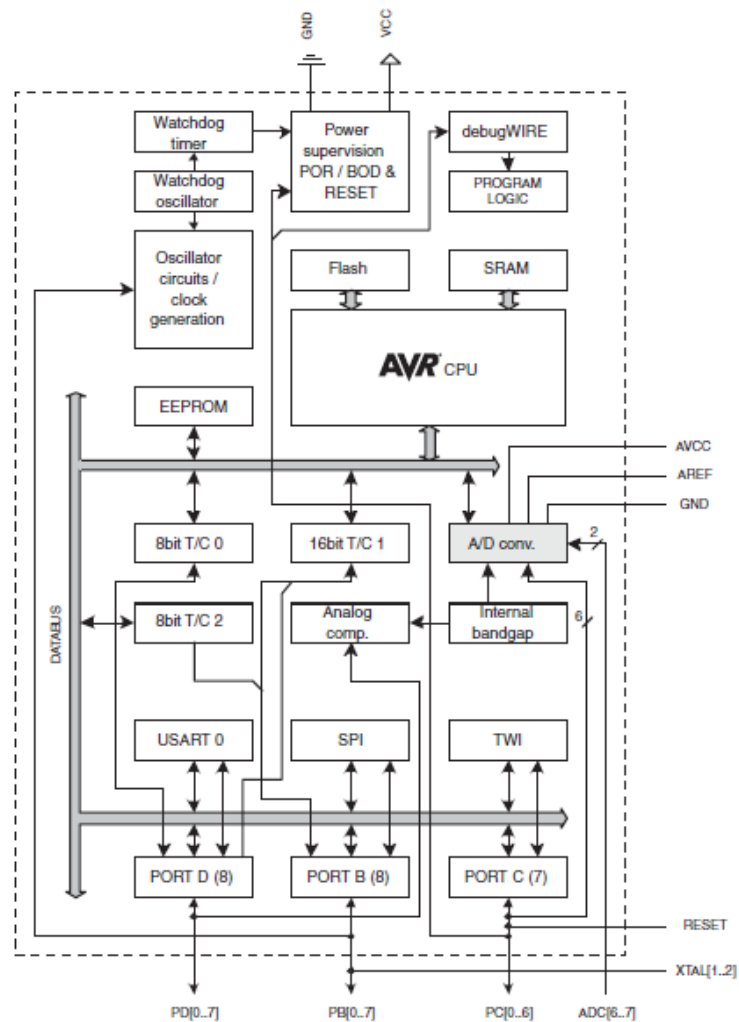 GND
VCC
Watchdog
timer
Power
supervision
POR / BOD &
RESET
debugWIRE
PROGRAM
LOGIC
Watchdog
oscillator
Oscillator
circuits /
clock
generation
Flash
SRAM
AVR CPU
EEPROM
AVCC
AREF
GND
8bit T/C 0
16bit T/C 1
A/D conv.
2
DATABUS
8bit T/C 2
Analog
comp.
Internal
bandgap
6
USART 0
SPI
TWI
PORT D (8)
PORT B (8)
PORT C (7)
RESET
XTAL[1..2]
PD[0..7]
PB[0..7]
PC[0..6]
ADC[6..7]